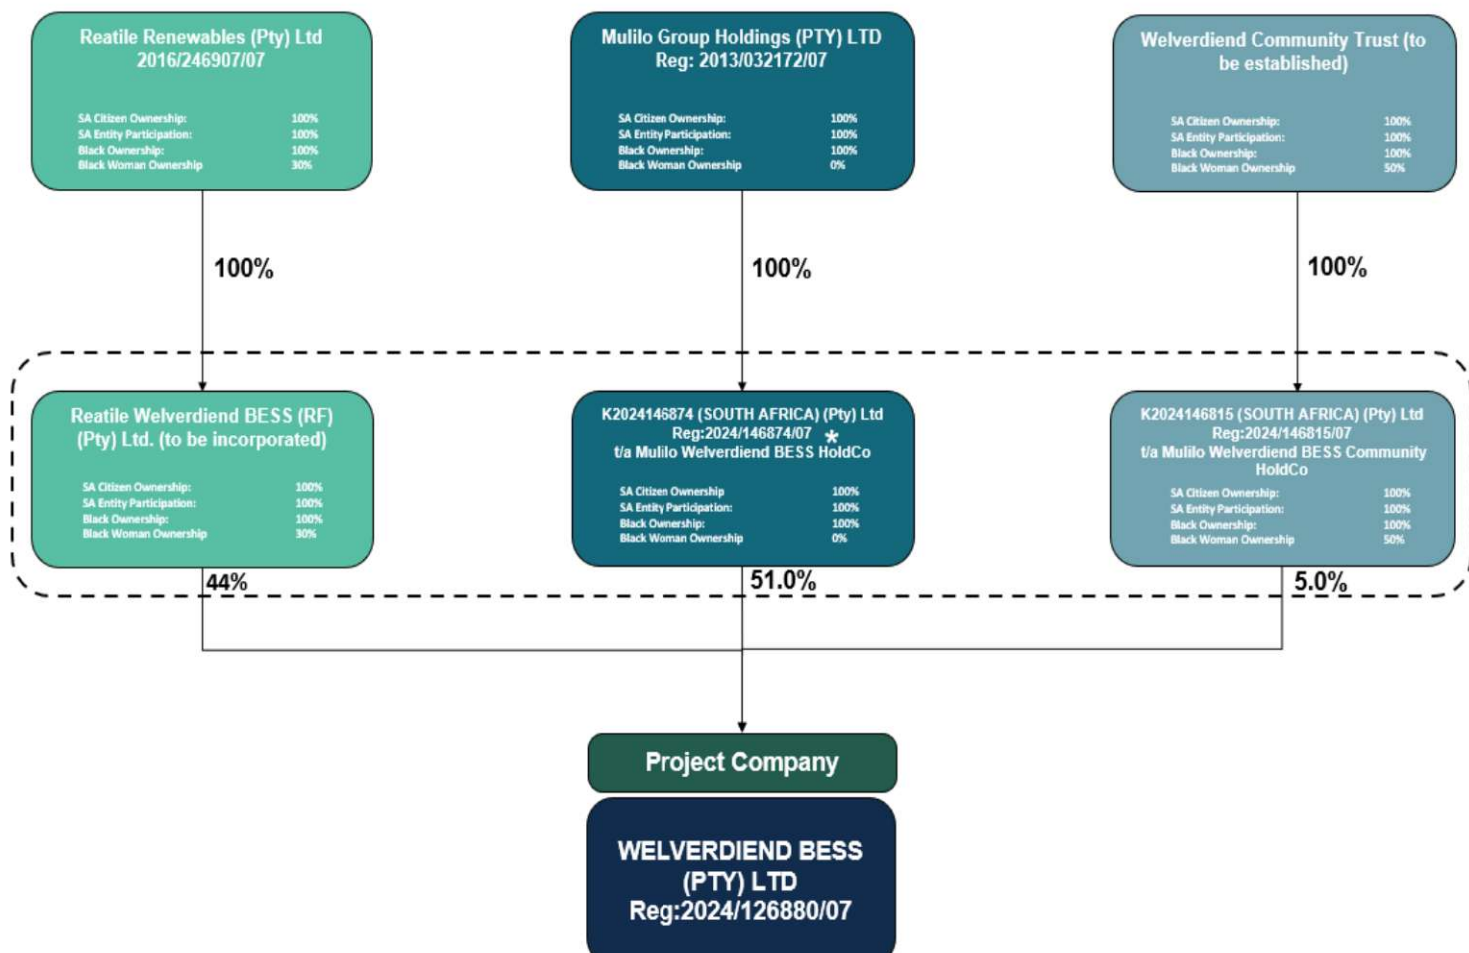 Reatile Renewables (Pty) Ltd
2016/246907/07
SA Citizen Ownership: 100%
SA Entity Participation: 100%
Black Ownership: 100%
Black Woman Ownership 30%
Mulilo Group Holdings (PTY) LTD
Reg: 2013/032172/07
SA Citizen Ownership: 100%
SA Entity Participation: 100%
Black Ownership: 100%
Black Woman Ownership 0%
Welverdiend Community Trust (to
be established)
SA Citizen Ownership: 100%
SA Entity Participation: 100%
Black Ownership: 100%
Black Woman Ownership 50%
100%
100%
100%
Reatile Welverdiend BESS (RF)
(Pty) Ltd. (to be incorporated)
SA Citizen Ownership: 100%
SA Entity Participation: 100%
Black Ownership: 100%
Black Woman Ownership 30%
K2024146874 (SOUTH AFRICA) (Pty) Ltd
Reg:2024/146874/07 *
t/a Mulilo Welverdiend BESS HoldCo
SA Citizen Ownership 100%
SA Entity Participation: 100%
Black Ownership: 100%
Black Woman Ownership 0%
K2024146815 (SOUTH AFRICA) (Pty) Ltd
Reg:2024/146815/07
t/a Mulilo Welverdiend BESS Community
HoldCo
SA Citizen Ownership: 100%
SA Entity Participation: 100%
Black Ownership: 100%
Black Woman Ownership 50%
44%
51.0%
5.0%
Project Company
WELVERDIEND BESS
(PTY) LTD
Reg:2024/126880/07